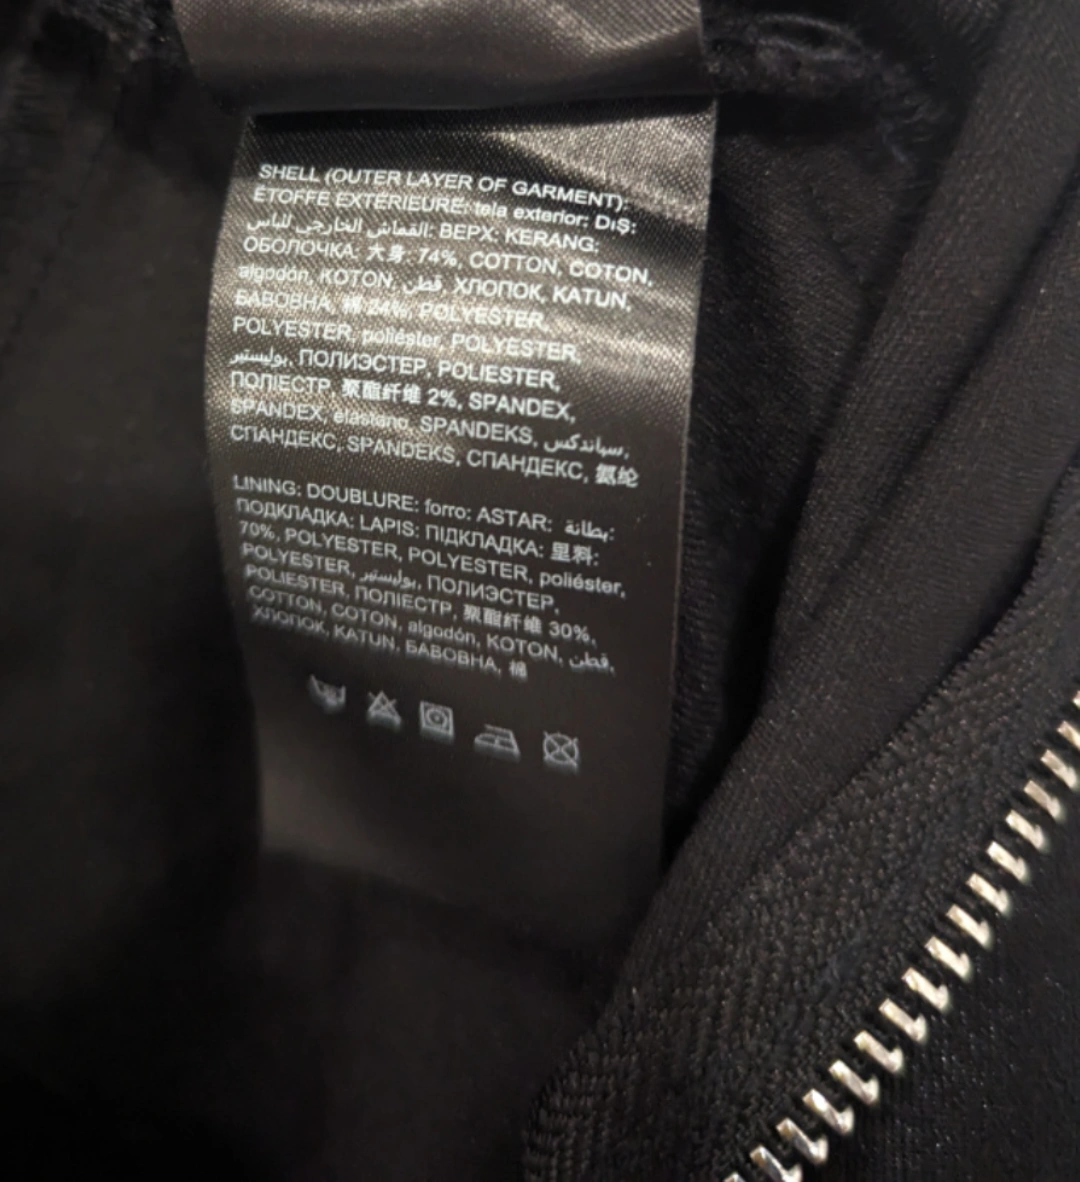 SHELL (OUTER LAYER OF GARMENT):
ÉTOFFE EXTÉRIEURE: tela exterior: DIŞ:
القماش الخارجي للباس: ВЕРХ: KERANG:
ОБОЛОЧКА: 大身: 74%, COTTON, COTON,
algodón, KOTON, قطن, ХЛОПОК, KATUN,
БАВОВНА, 棉 24%, POLYESTER,
POLYESTER, poliéster, POLYESTER,
بوليستير, ПОЛИЭСТЕР, POLIESTER,
ПОЛІЕСТР, 聚酯纤维 2%, SPANDEX,
SPANDEX, elastano, SPANDEKS, سباندكس,
СПАНДЕКС, SPANDEKS, СПАНДЕКС, 氨纶
LINING: DOUBLURE: forro: ASTAR: بطانة:
ПОДКЛАДКА: LAPIS: ПІДКЛАДКА: 里料:
70%, POLYESTER, POLYESTER, poliéster,
POLYESTER, بوليستير, ПОЛИЭСТЕР,
POLIESTER, ПОЛІЕСТР, 聚酯纤维 30%,
COTTON, COTON, algodón, KOTON, قطن,
ХЛОПОК, KATUN, БАВОВНА, 棉